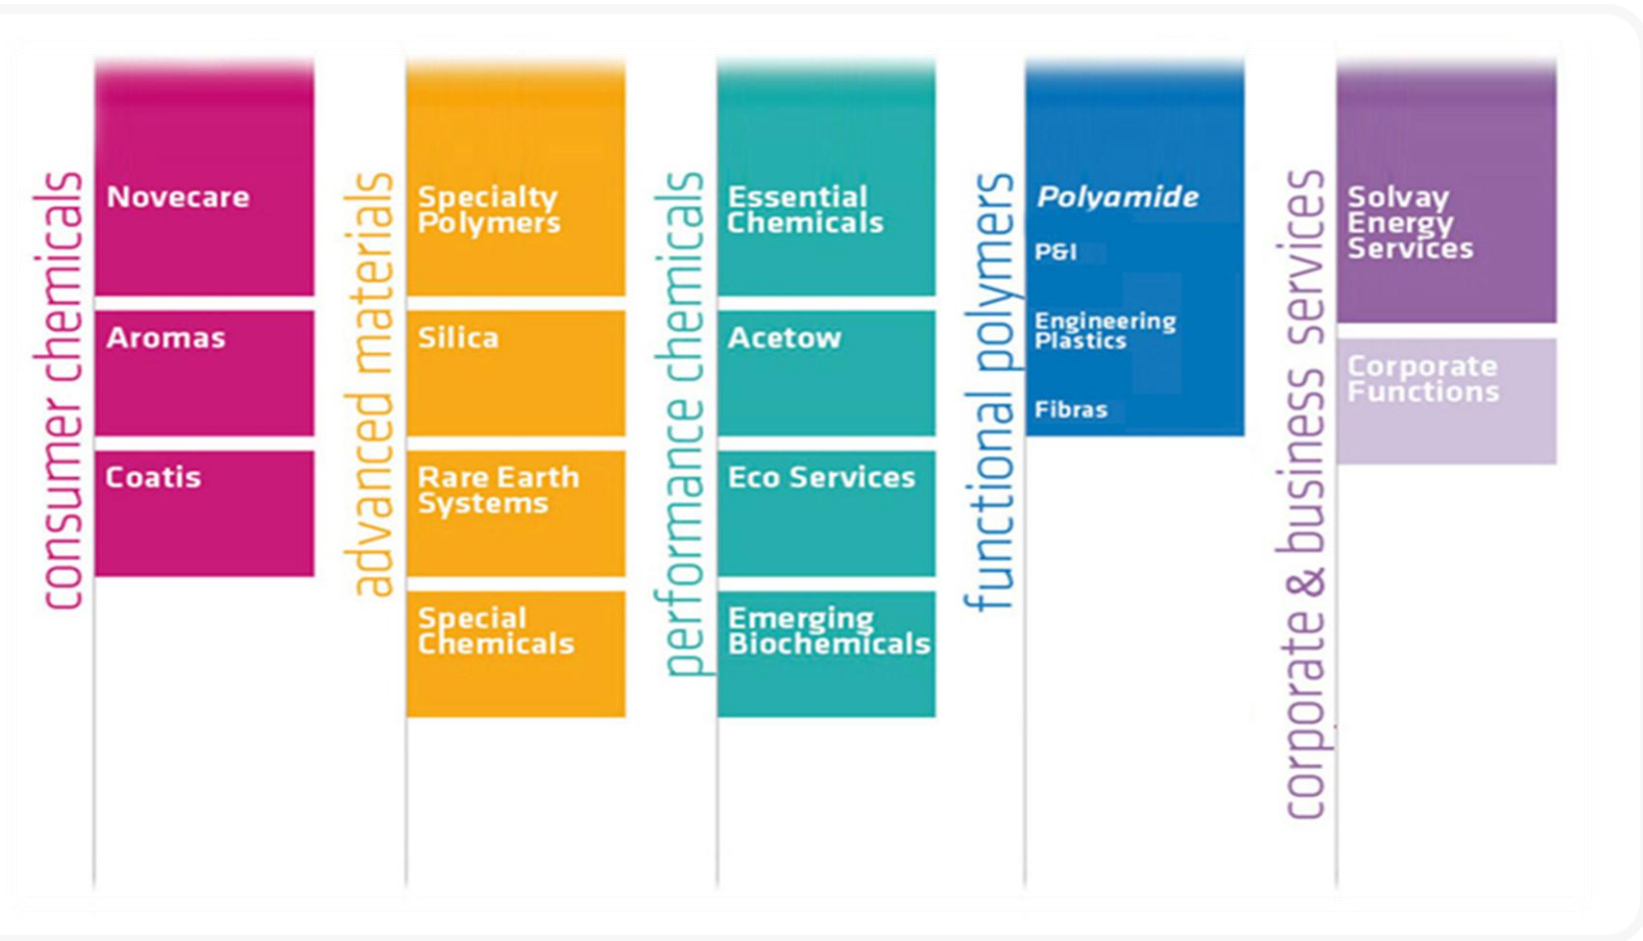 consumer chemicals
Novecare
Aromas
Coatis
advanced materials
Specialty
Polymers
Silica
Rare Earth
Systems
Special
Chemicals
performance chemicals
Essential
Chemicals
Acetow
Eco Services
Emerging
Biochemicals
functional polymers
Polyamide
P&I
Engineering
Plastics
Fibras
corporate & business services
Solvay
Energy
Services
Corporate
Functions